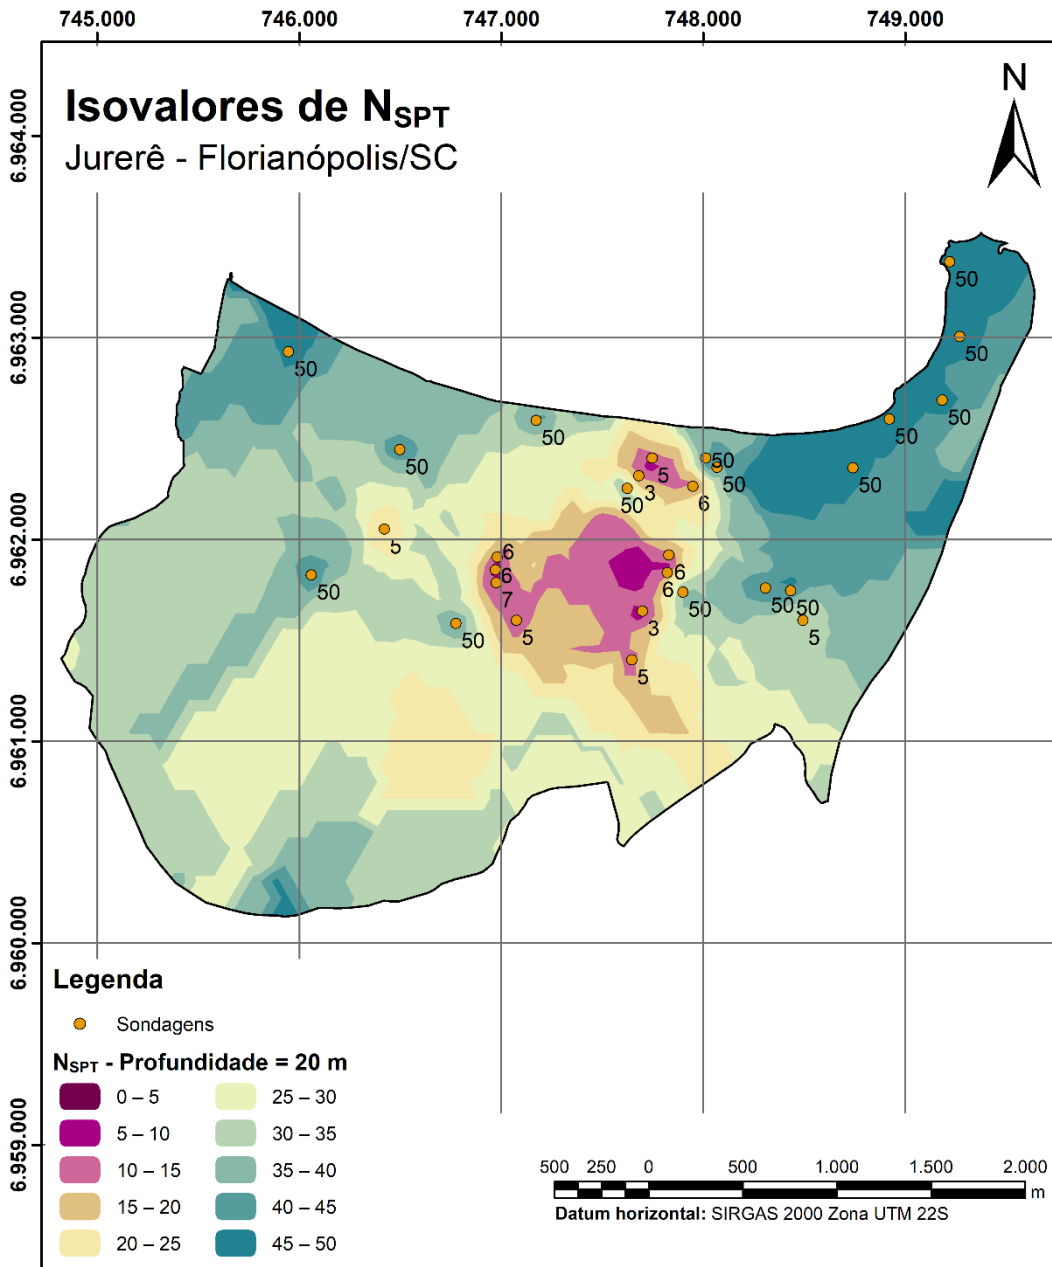 745.000 746.000 747.000 748.000 749.000
Isovalores de NSPT
Jurerê - Florianópolis/SC
N
6.964.000
6.963.000
6.962.000
6.961.000
6.960.000
6.959.000
50
50
50
50
50
50
50
50
50
50
5
3
50
6
5
6
6
7
5
50
50
6
6
50
3
5
50
50
5
Legenda
Sondagens
NSPT - Profundidade = 20 m
0 – 5
5 – 10
10 – 15
15 – 20
20 – 25
25 – 30
30 – 35
35 – 40
40 – 45
45 – 50
500 250 0 500 1.000 1.500 2.000
m
Datum horizontal: SIRGAS 2000 Zona UTM 22S